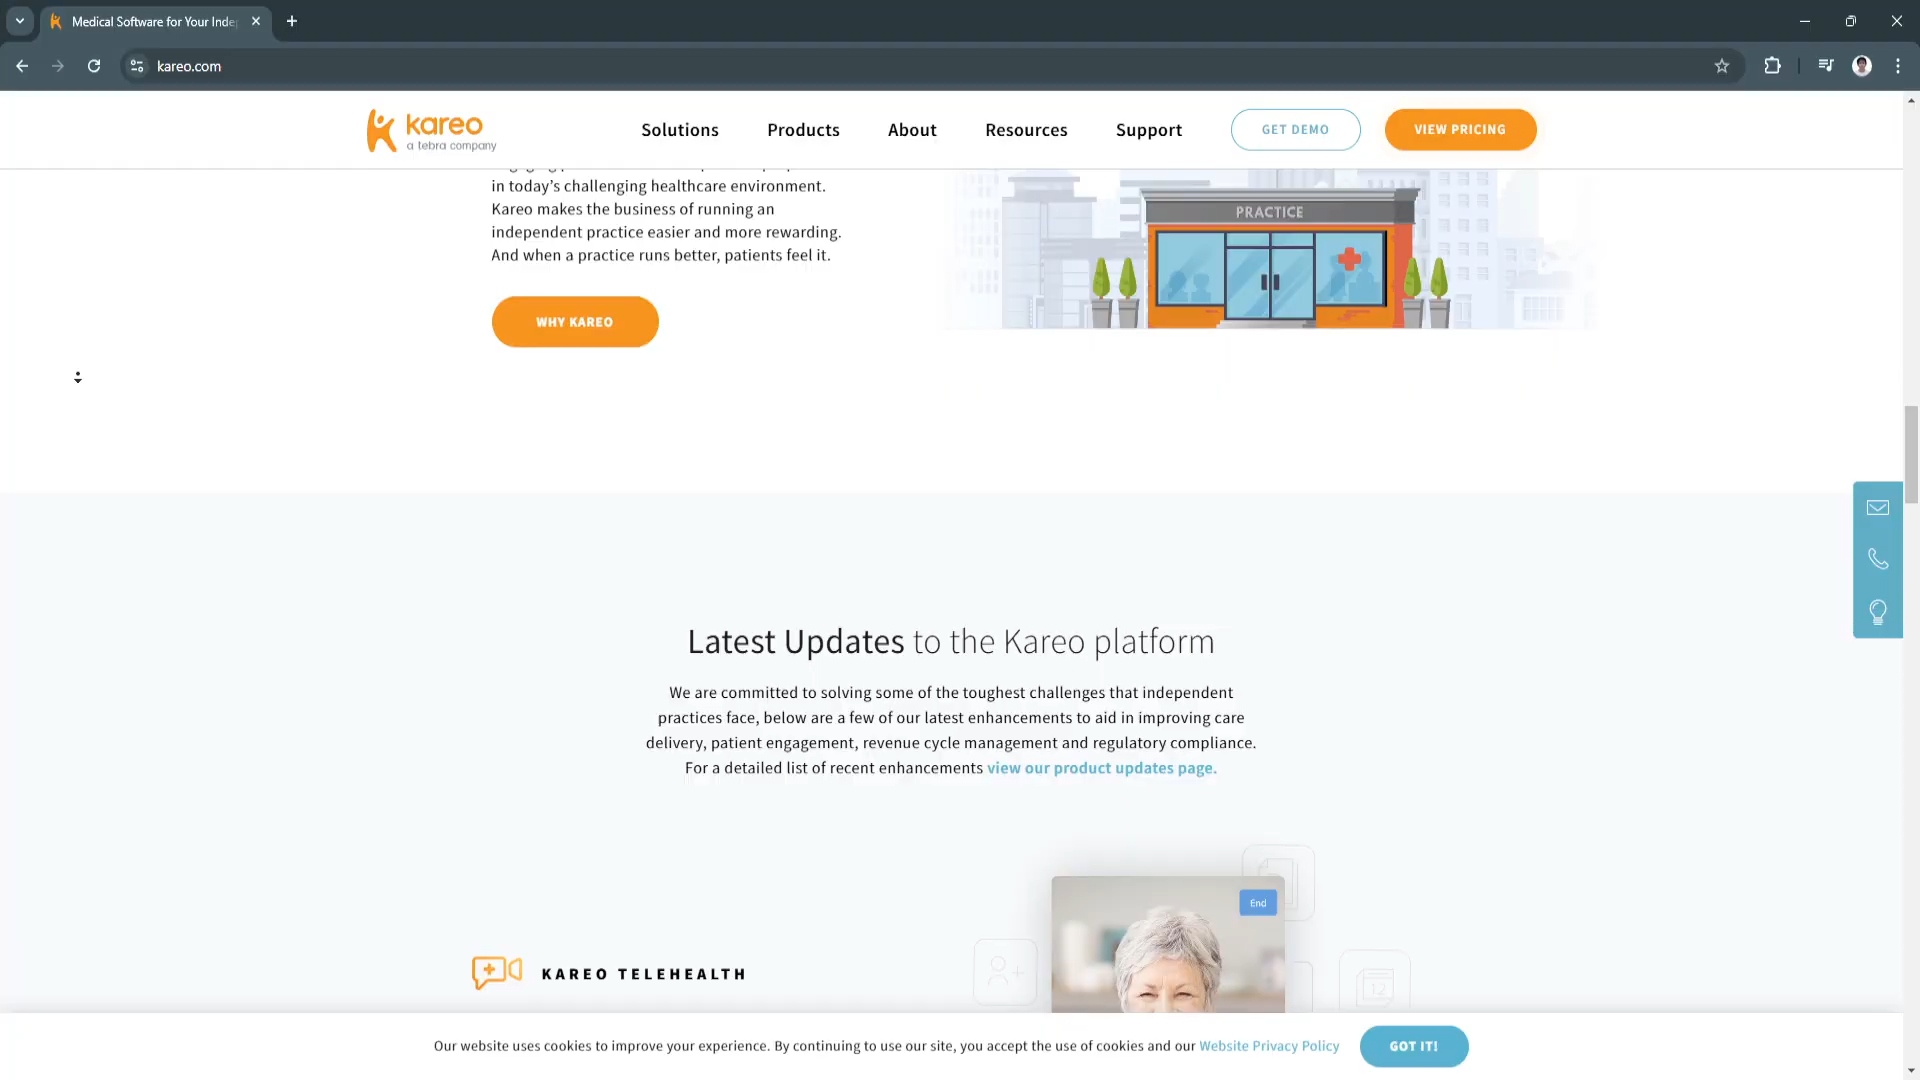 Medical Software for Your Inde
kareo.com
kareo
a tebra company
Solutions
Products
About
Resources
Support
GET DEMO
VIEW PRICING
in today’s challenging healthcare environment.
Kareo makes the business of running an
independent practice easier and more rewarding.
And when a practice runs better, patients feel it.
WHY KAREO
PRACTICE
Latest Updates to the Kareo platform
We are committed to solving some of the toughest challenges that independent
practices face, below are a few of our latest enhancements to aid in improving care
delivery, patient engagement, revenue cycle management and regulatory compliance.
For a detailed list of recent enhancements view our product updates page.
End
KAREO TELEHEALTH
12
Our website uses cookies to improve your experience. By continuing to use our site, you accept the use of cookies and our Website Privacy Policy
GOT IT!